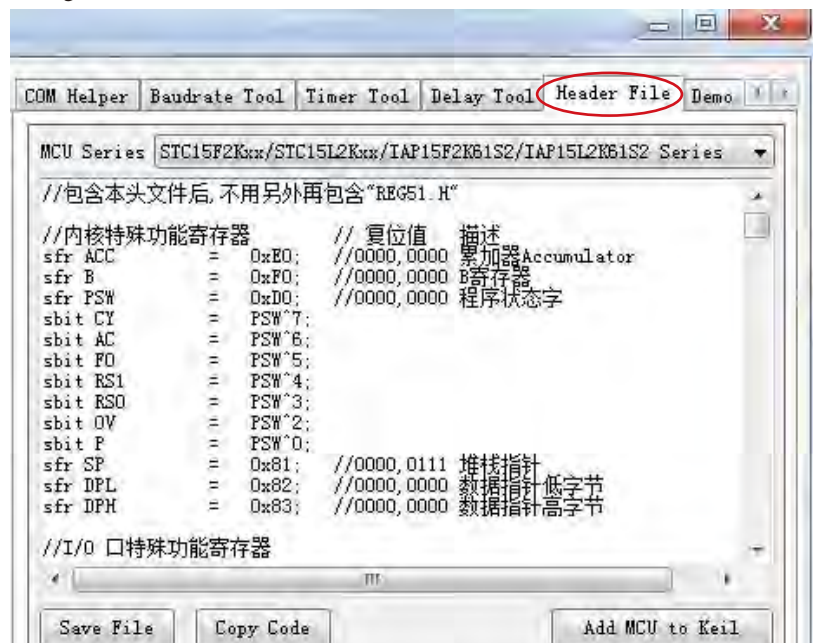 COM Helper Baudrate Tool Timer Tool Delay Tool Header File Demo
MCU Series STC15F2Kxx/STC15L2Kxx/IAP15F2K61S2/IAP15L2K61S2 Series
//包含本头文件后,不用另外再包含"REG51.H"
//内核特殊功能寄存器 // 复位值 描述
sfr ACC = 0xE0; //0000,0000 累加器Accumulator
sfr B = 0xF0; //0000,0000 B寄存器
sfr PSW = 0xD0; //0000,0000 程序状态字
sbit CY = PSW^7;
sbit AC = PSW^6;
sbit F0 = PSW^5;
sbit RS1 = PSW^4;
sbit RS0 = PSW^3;
sbit OV = PSW^2;
sbit P = PSW^0;
sfr SP = 0x81; //0000,0111 堆栈指针
sfr DPL = 0x82; //0000,0000 数据指针低字节
sfr DPH = 0x83; //0000,0000 数据指针高字节
//I/O 口特殊功能寄存器
Save File Copy Code Add MCU to Keil